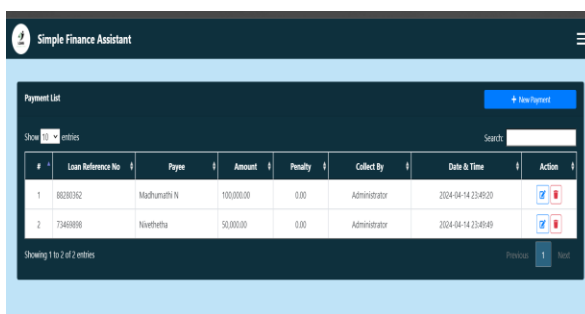 Simple Finance Assistant
Payment List
+ New Payment
Show 10 entries
Search:
# Loan Reference No Payee Amount Penalty Collect By Date & Time Action
1 88280362 Madhumathi N 100,000.00 0.00 Administrator 2024-04-14 23:49:20
2 73469898 Nivethetha 50,000.00 0.00 Administrator 2024-04-14 23:49:49
Showing 1 to 2 of 2 entries
Previous 1 Next